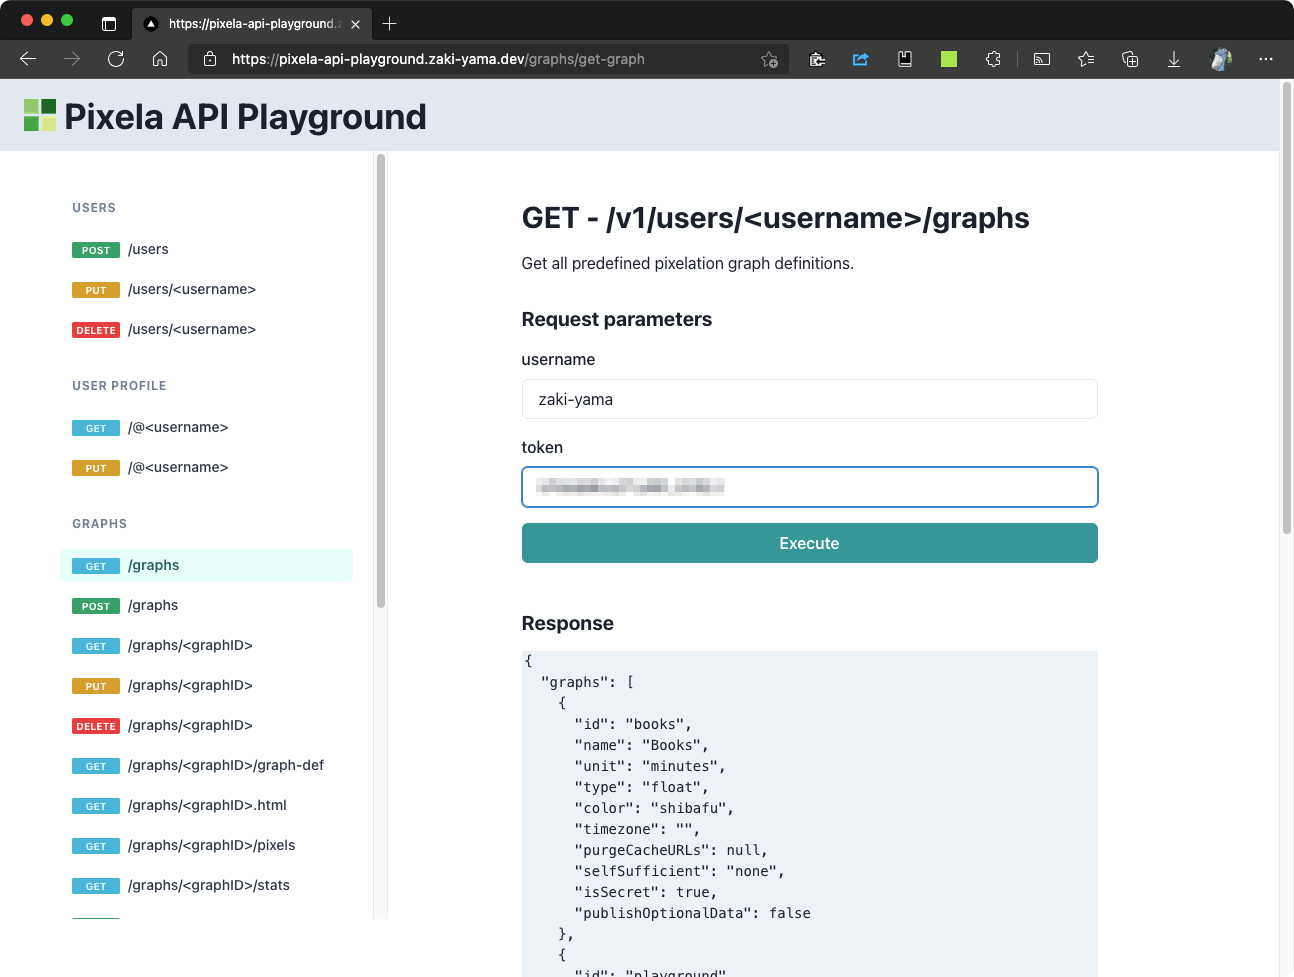 https://pixela-api-playground.z
https://pixela-api-playground.zaki-yama.dev/graphs/get-graph
Pixela API Playground
USERS
POST /users
PUT /users/<username>
DELETE /users/<username>
USER PROFILE
GET /@<username>
PUT /@<username>
GRAPHS
GET /graphs
POST /graphs
GET /graphs/<graphID>
PUT /graphs/<graphID>
DELETE /graphs/<graphID>
GET /graphs/<graphID>/graph-def
GET /graphs/<graphID>.html
GET /graphs/<graphID>/pixels
GET /graphs/<graphID>/stats
GET - /v1/users/<username>/graphs
Get all predefined pixelation graph definitions.
Request parameters
username
zaki-yama
token
Execute
Response
{
"graphs": [
{
"id": "books",
"name": "Books",
"unit": "minutes",
"type": "float",
"color": "shibafu",
"timezone": "",
"purgeCacheURLs": null,
"selfSufficient": "none",
"isSecret": true,
"publishOptionalData": false
},
{
"id": "playground"